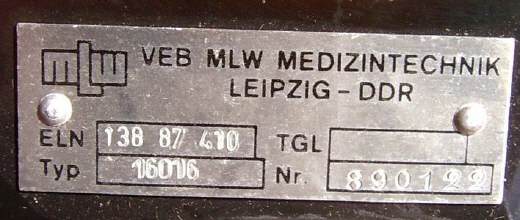 mlw VEB MLW MEDIZINTECHNIK
LEIPZIG - DDR
ELN 138 87 410 TGL
Typ 16016 Nr. 890122